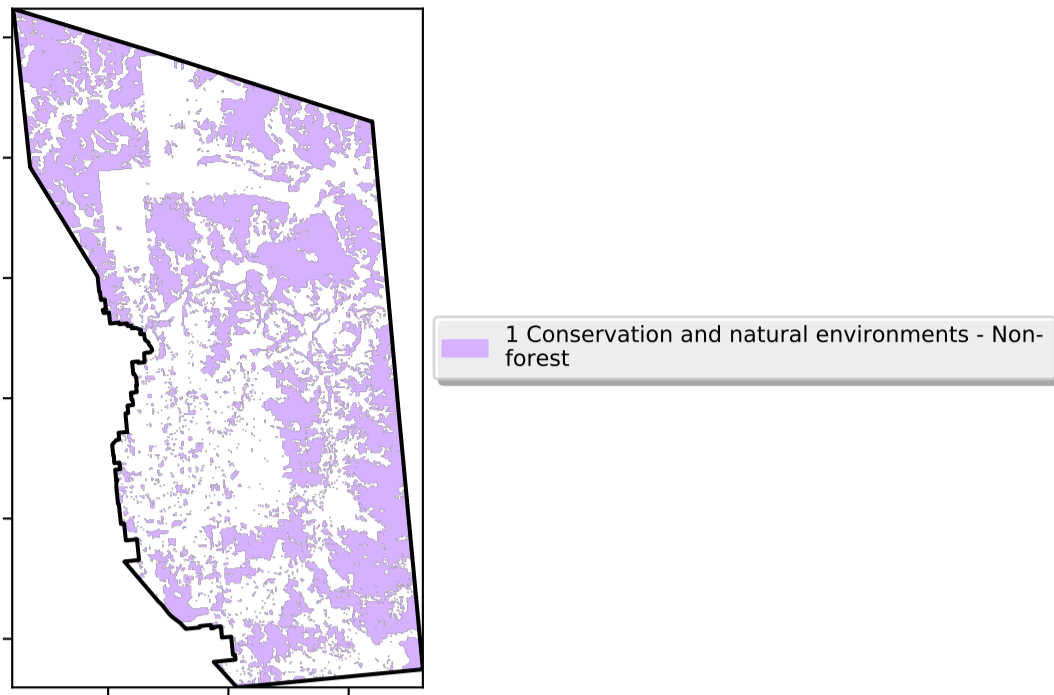 1 Conservation and natural environments - Non-
forest